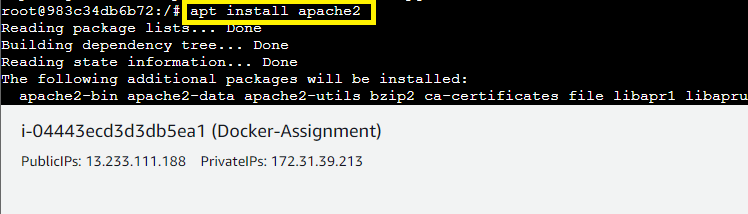 root@983c34db6b72:/# apt install apache2
Reading package lists... Done
Building dependency tree... Done
Reading state information... Done
The following additional packages will be installed:
apache2-bin apache2-data apache2-utils bzip2 ca-certificates file libapr1 libapru
i-04443ecd3d3db5ea1 (Docker-Assignment)
PublicIPs: 13.233.111.188 PrivateIPs: 172.31.39.213